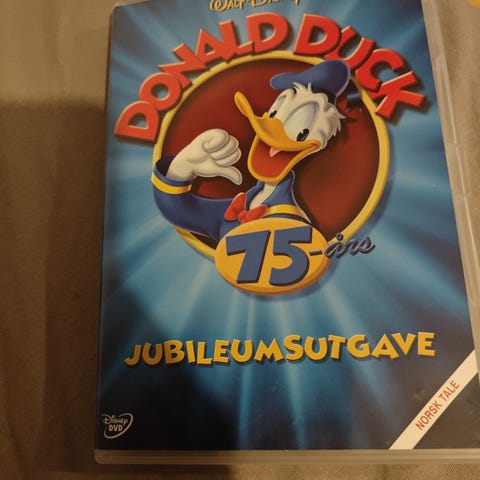 WALT DISNEY
DONALD DUCK
75-års
JUBILEUMSUTGAVE
NORSK TALE
Disney
DVD